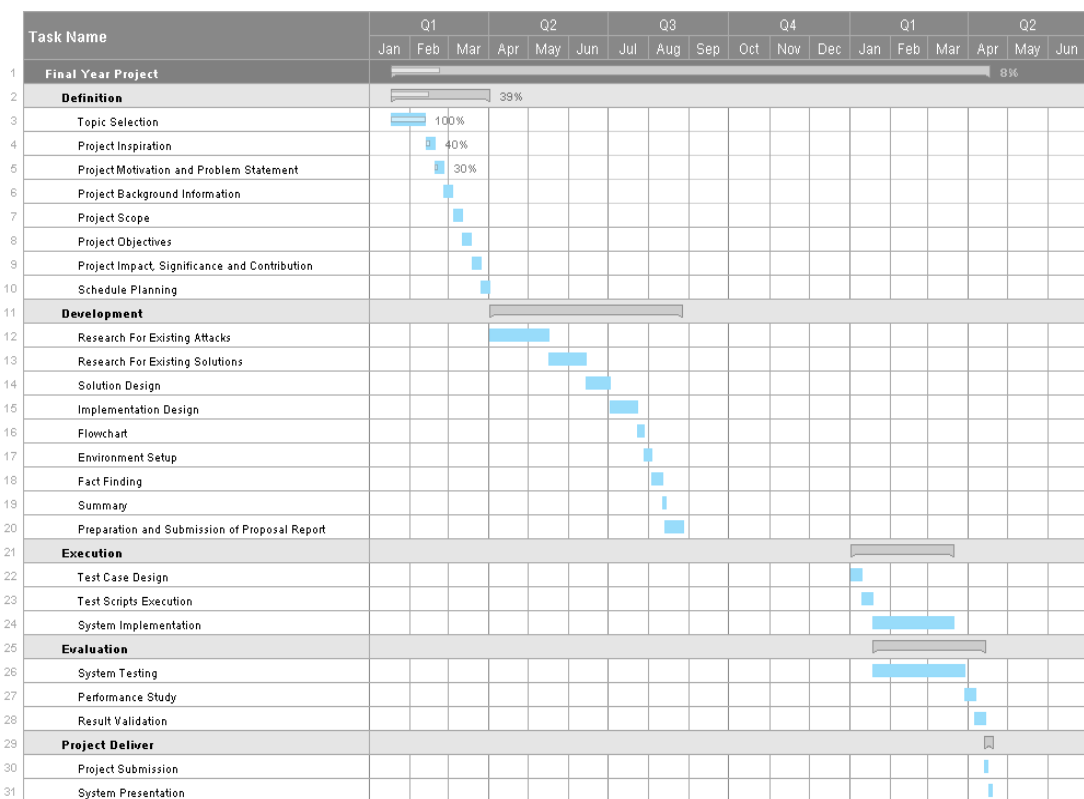 Task Name
Q1 Q2 Q3 Q4 Q1 Q2
Jan Feb Mar Apr May Jun Jul Aug Sep Oct Nov Dec Jan Feb Mar Apr May Jun
1 Final Year Project 8%
2 Definition 39%
3 Topic Selection 100%
4 Project Inspiration 40%
5 Project Motivation and Problem Statement 30%
6 Project Background Information
7 Project Scope
8 Project Objectives
9 Project Impact, Significance and Contribution
10 Schedule Planning
11 Development
12 Research For Existing Attacks
13 Research For Existing Solutions
14 Solution Design
15 Implementation Design
16 Flowchart
17 Environment Setup
18 Fact Finding
19 Summary
20 Preparation and Submission of Proposal Report
21 Execution
22 Test Case Design
23 Test Scripts Execution
24 System Implementation
25 Evaluation
26 System Testing
27 Performance Study
28 Result Validation
29 Project Deliver
30 Project Submission
31 System Presentation